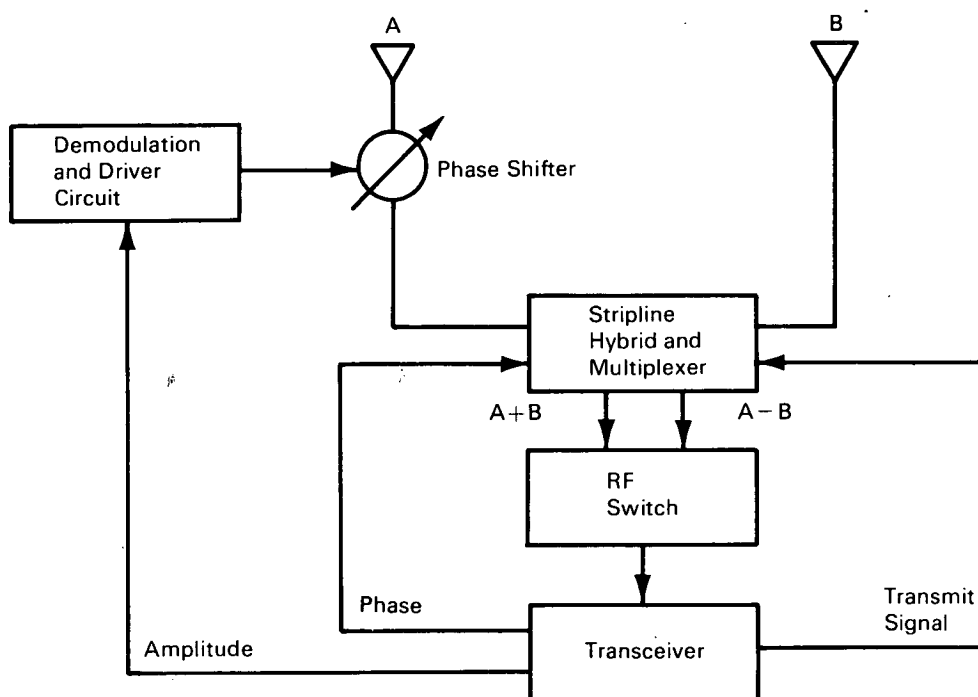 A
B
Demodulation
and Driver
Circuit
Phase Shifter
Stripline
Hybrid and
Multiplexer
A+B
A−B
RF
Switch
Phase
Transmit
Signal
Amplitude
Transceiver